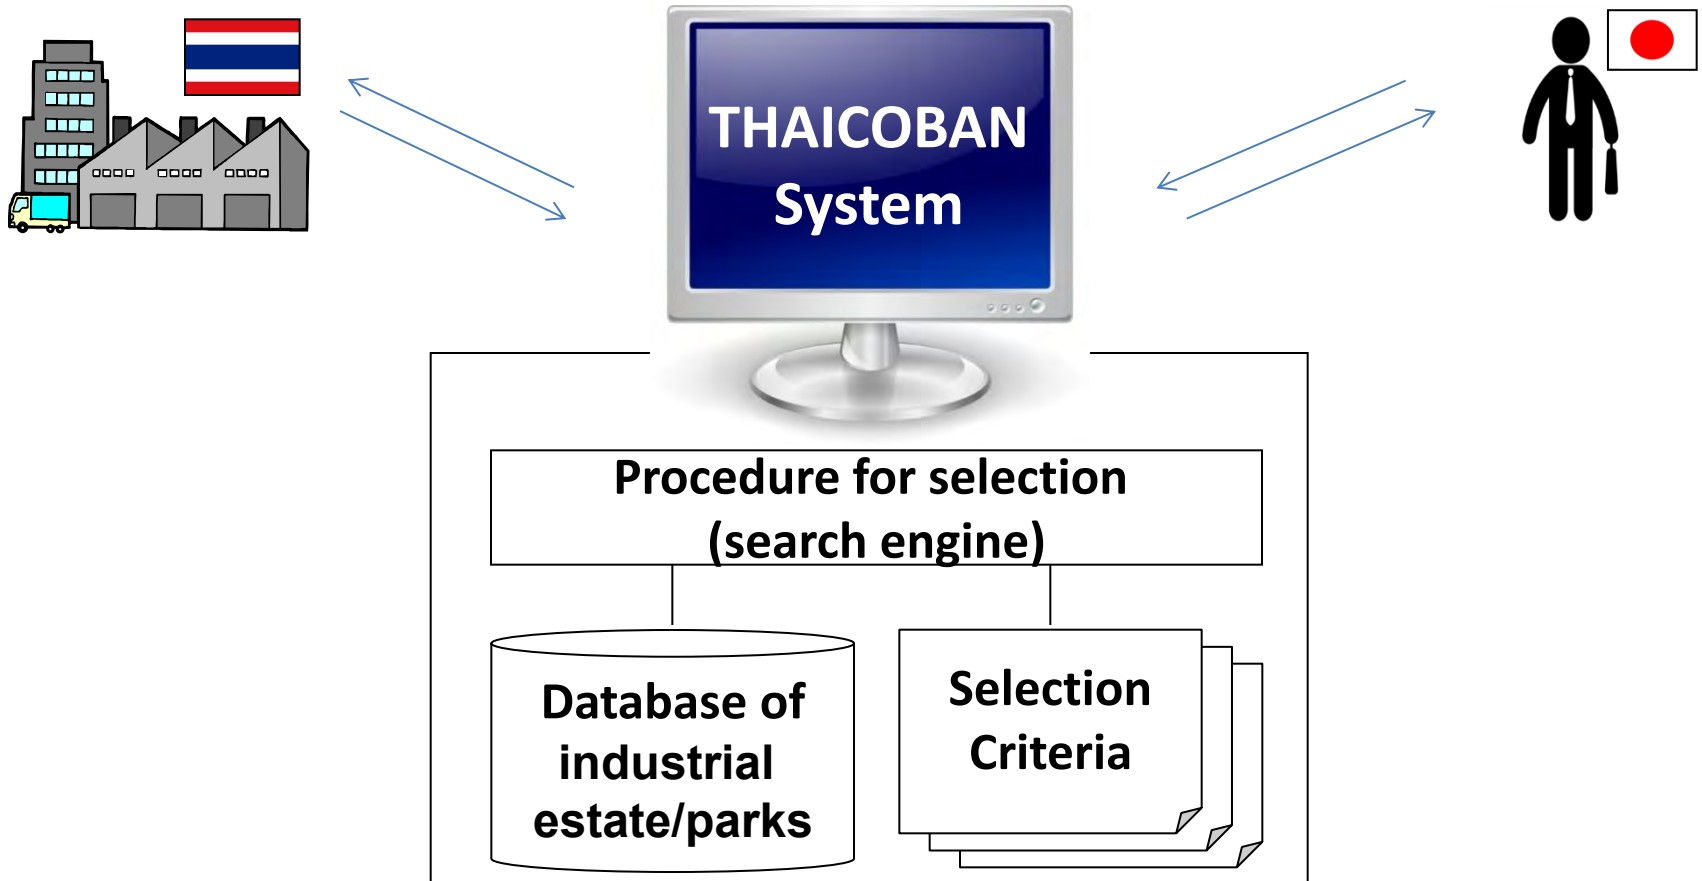 THAICOBAN
System
Procedure for selection
(search engine)
Database of
industrial
estate/parks
Selection
Criteria